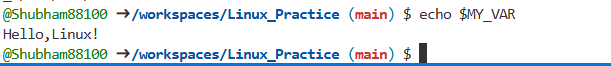 @Shubham88100 ➜/workspaces/Linux_Practice (main) $ echo $MY_VAR
Hello,Linux!
@Shubham88100 ➜/workspaces/Linux_Practice (main) $